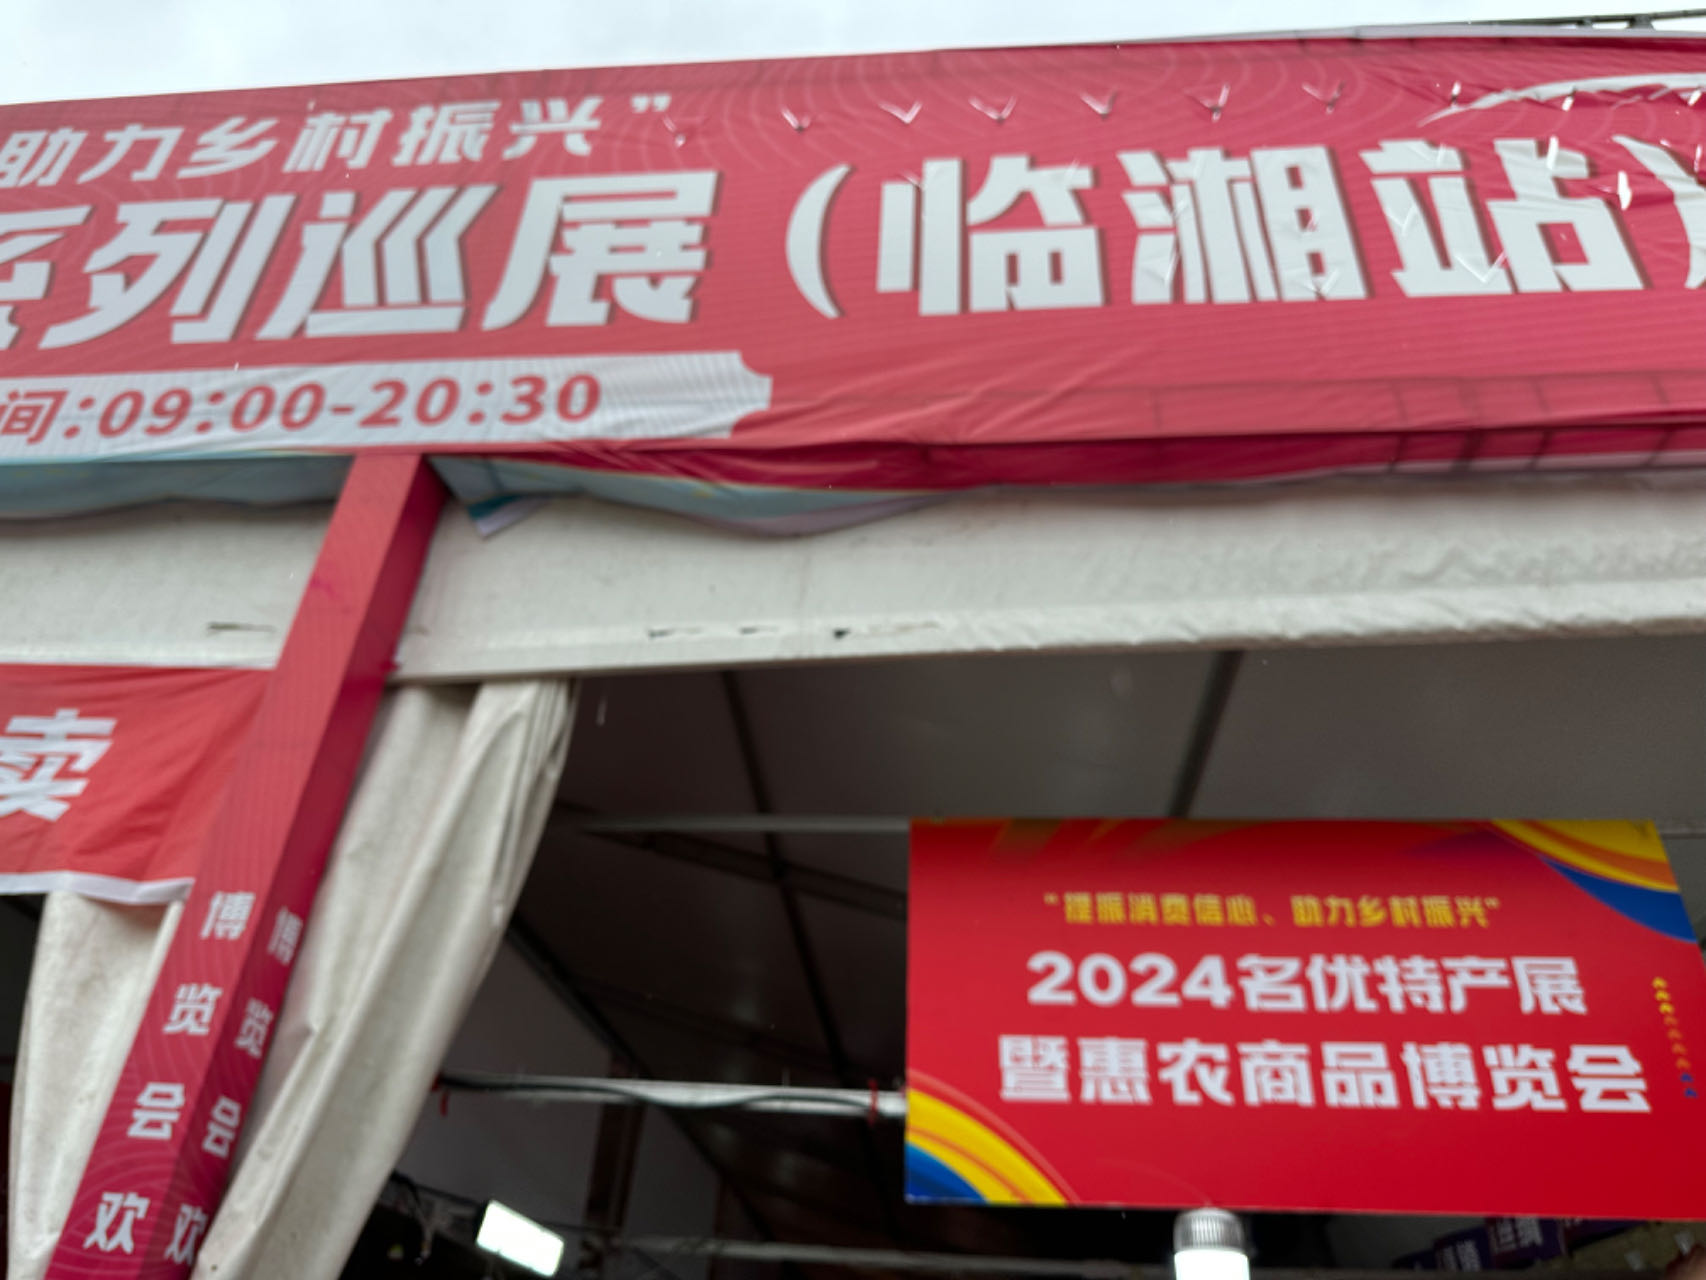 助力乡村振兴”
系列巡展（临湘站）
间:09:00-20:30
卖
博览会欢
博览会欢
“提振消费信心、助力乡村振兴”
2024名优特产展
暨惠农商品博览会